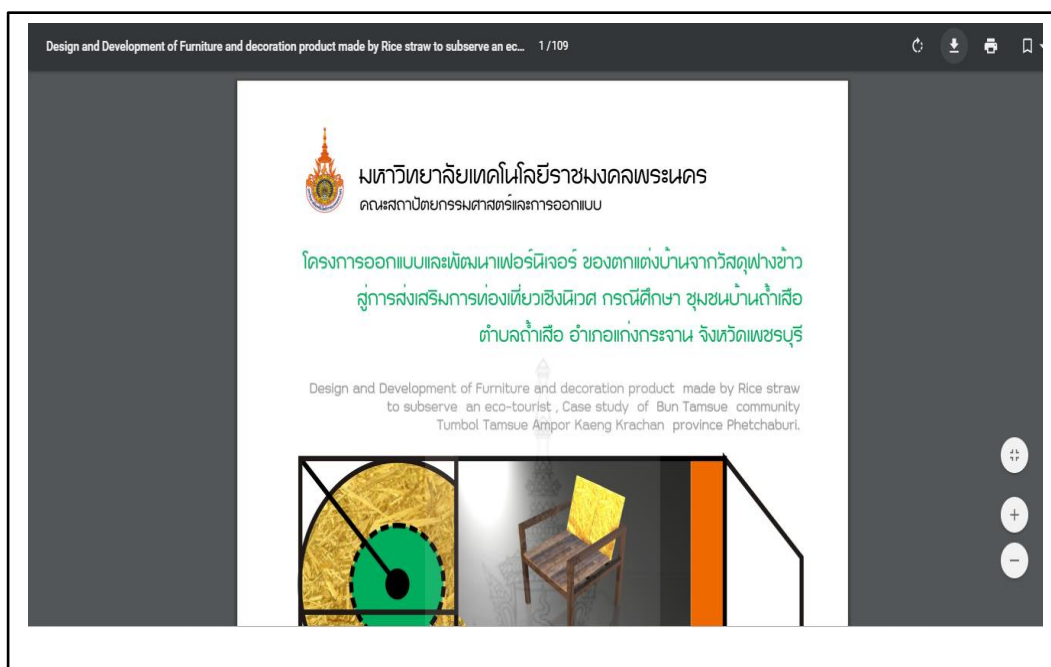 Design and Development of Furniture and decoration product made by Rice straw to subserve an ec... 1 / 109
มหาวิทยาลัยเทคโนโลยีราชมงคลพระนคร
คณะสถาปัตยกรรมศาสตร์และการออกแบบ
โครงการออกแบบและพัฒนาเฟอร์นิเจอร์ ของตกแต่งบ้านจากวัสดุฟางข้าว
สู่การส่งเสริมการท่องเที่ยวเชิงนิเวศ กรณีศึกษา ชุมชนบ้านถ้ำเสือ
ตำบลถ้ำเสือ อำเภอแก่งกระจาน จังหวัดเพชรบุรี
Design and Development of Furniture and decoration product made by Rice straw
to subserve an eco-tourist , Case study of Bun Tamsue community
Tumbol Tamsue Ampor Kaeng Krachan province Phetchaburi.